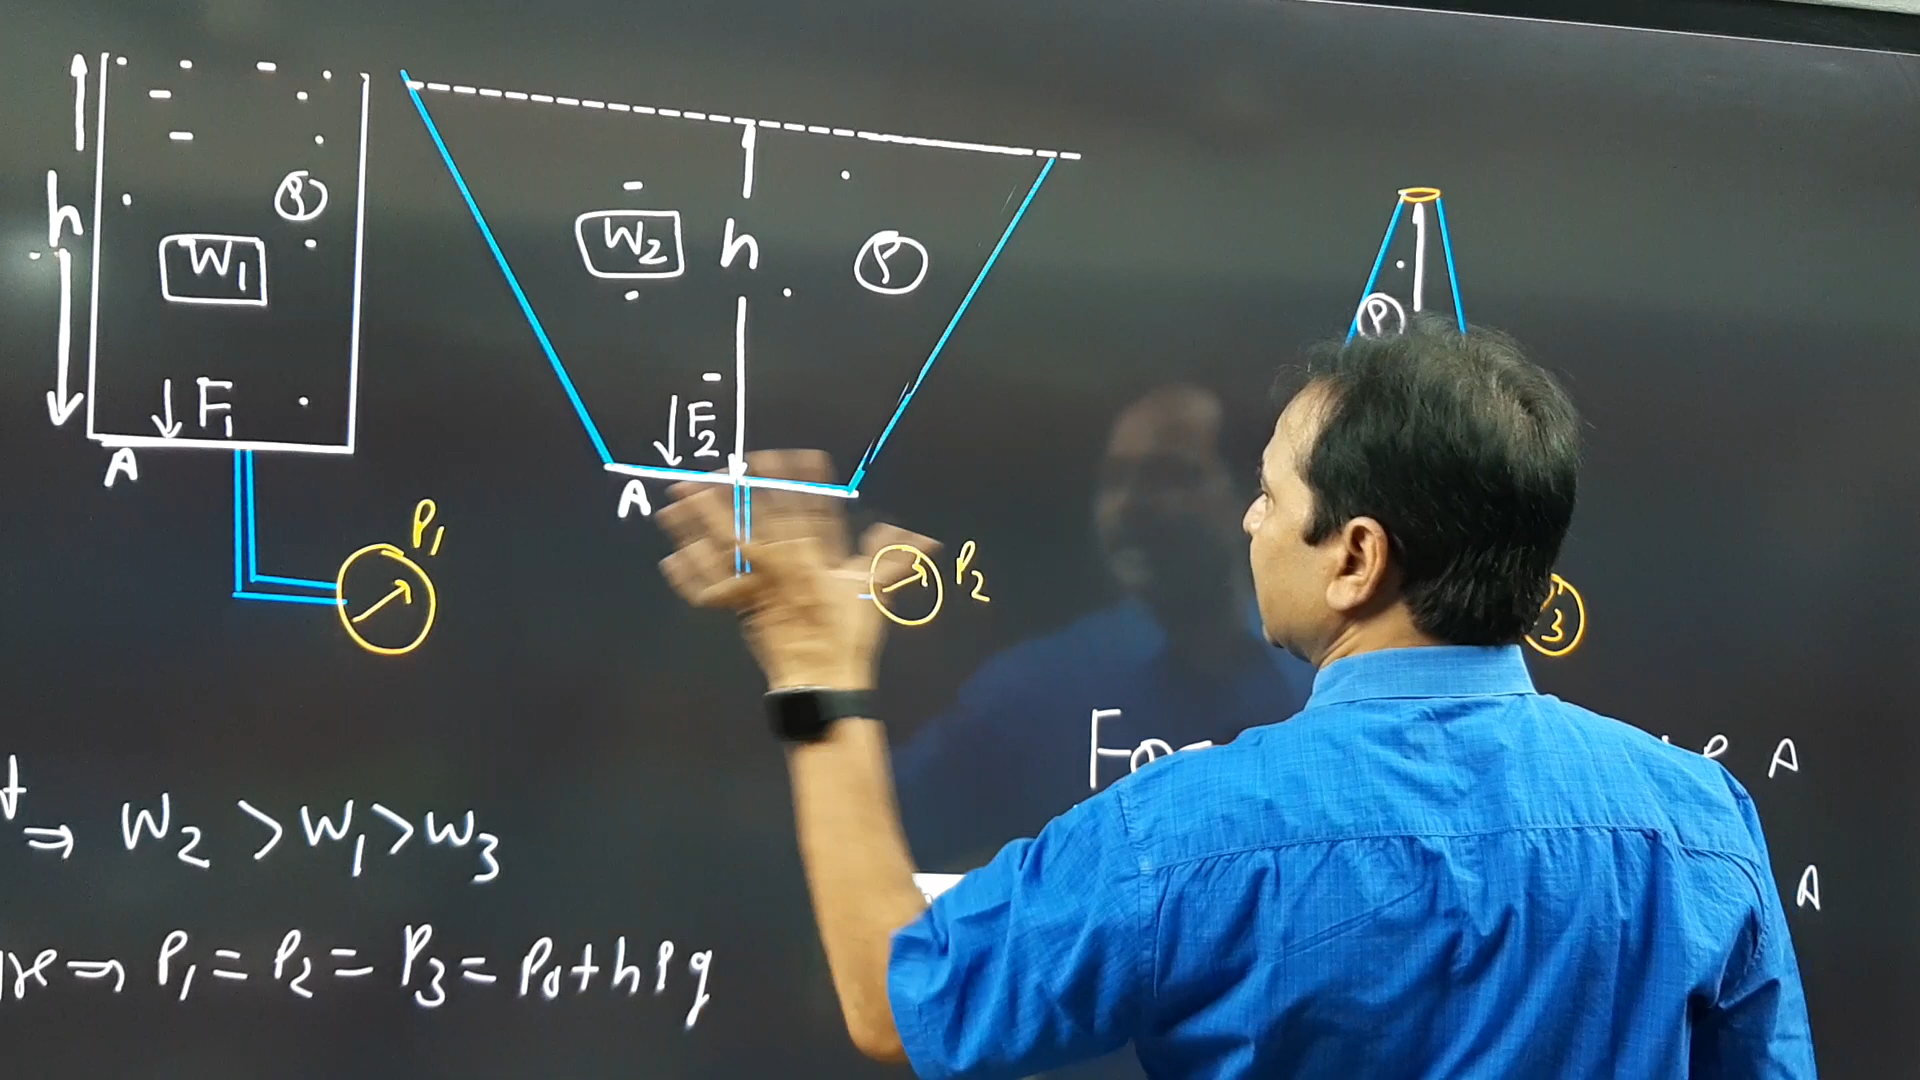 h
W₁
ρ
F₁
A
P₁
W₂
h
ρ
F₂
A
P₂
ρ
3
A
⇒ W₂ > W₁ > W₃
A
⇒ P₁ = P₂ = P₃ = P₀ + hρg